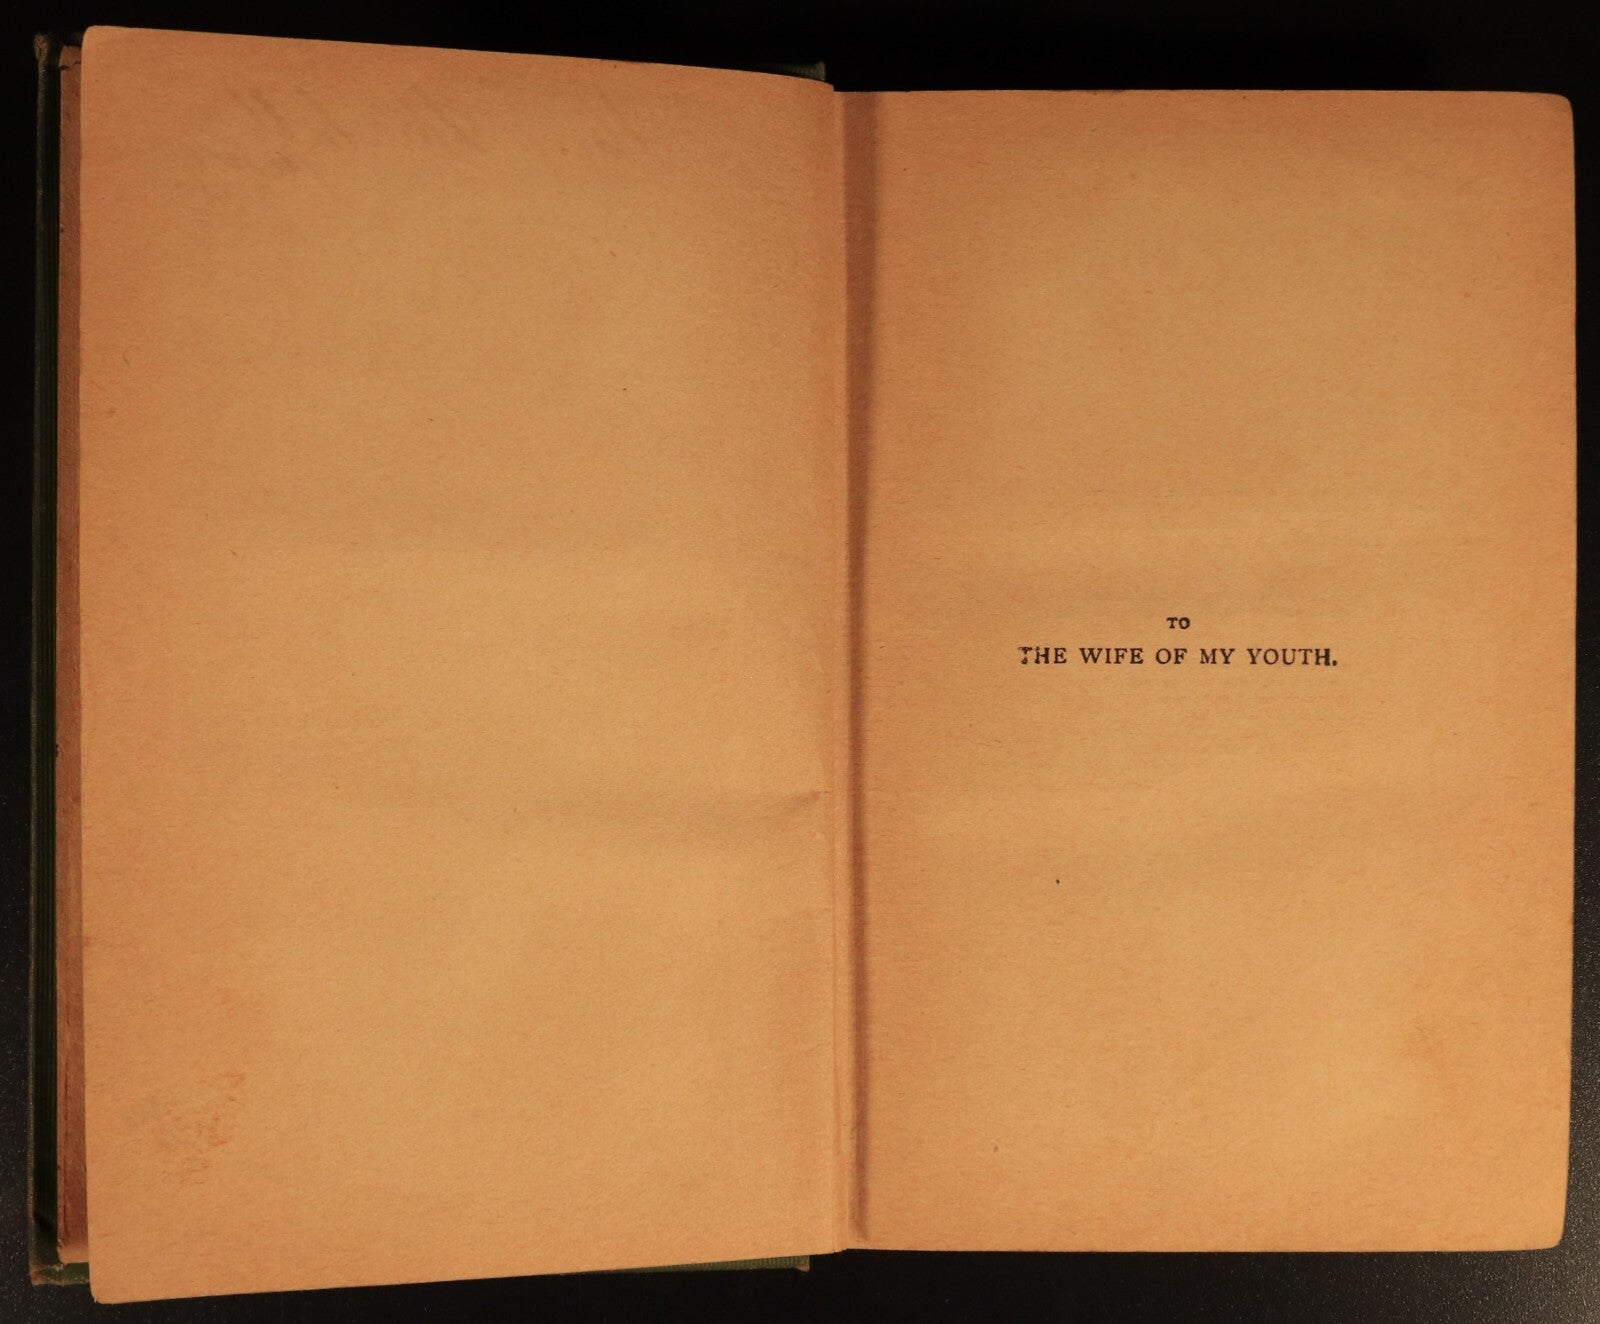 TO
THE WIFE OF MY YOUTH.